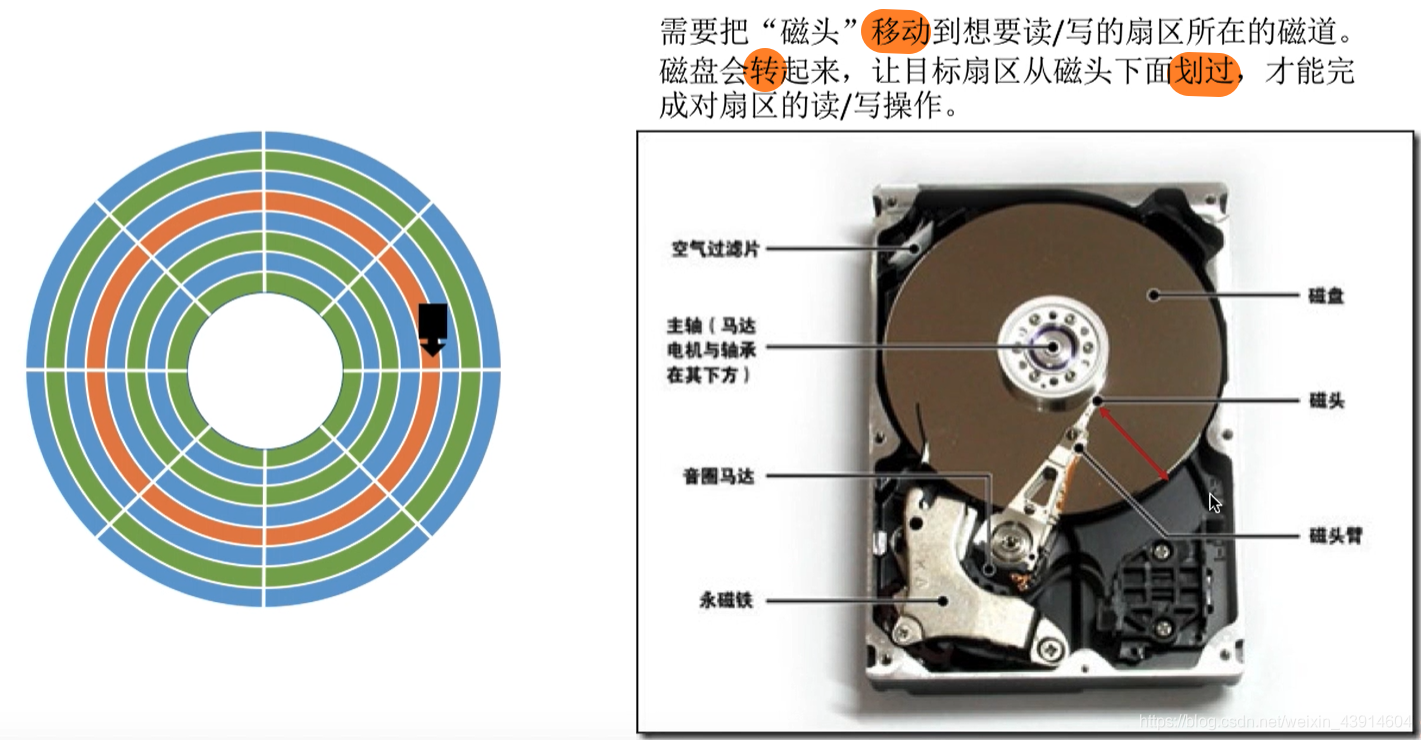 需要把“磁头”移动到想要读/写的扇区所在的磁道。
磁盘会转起来，让目标扇区从磁头下面划过，才能完
成对扇区的读/写操作。
空气过滤片
主轴（马达
电机与轴承
在其下方）
音圈马达
永磁铁
磁盘
磁头
磁头臂
https://blog.csdn.net/weixin_43914604